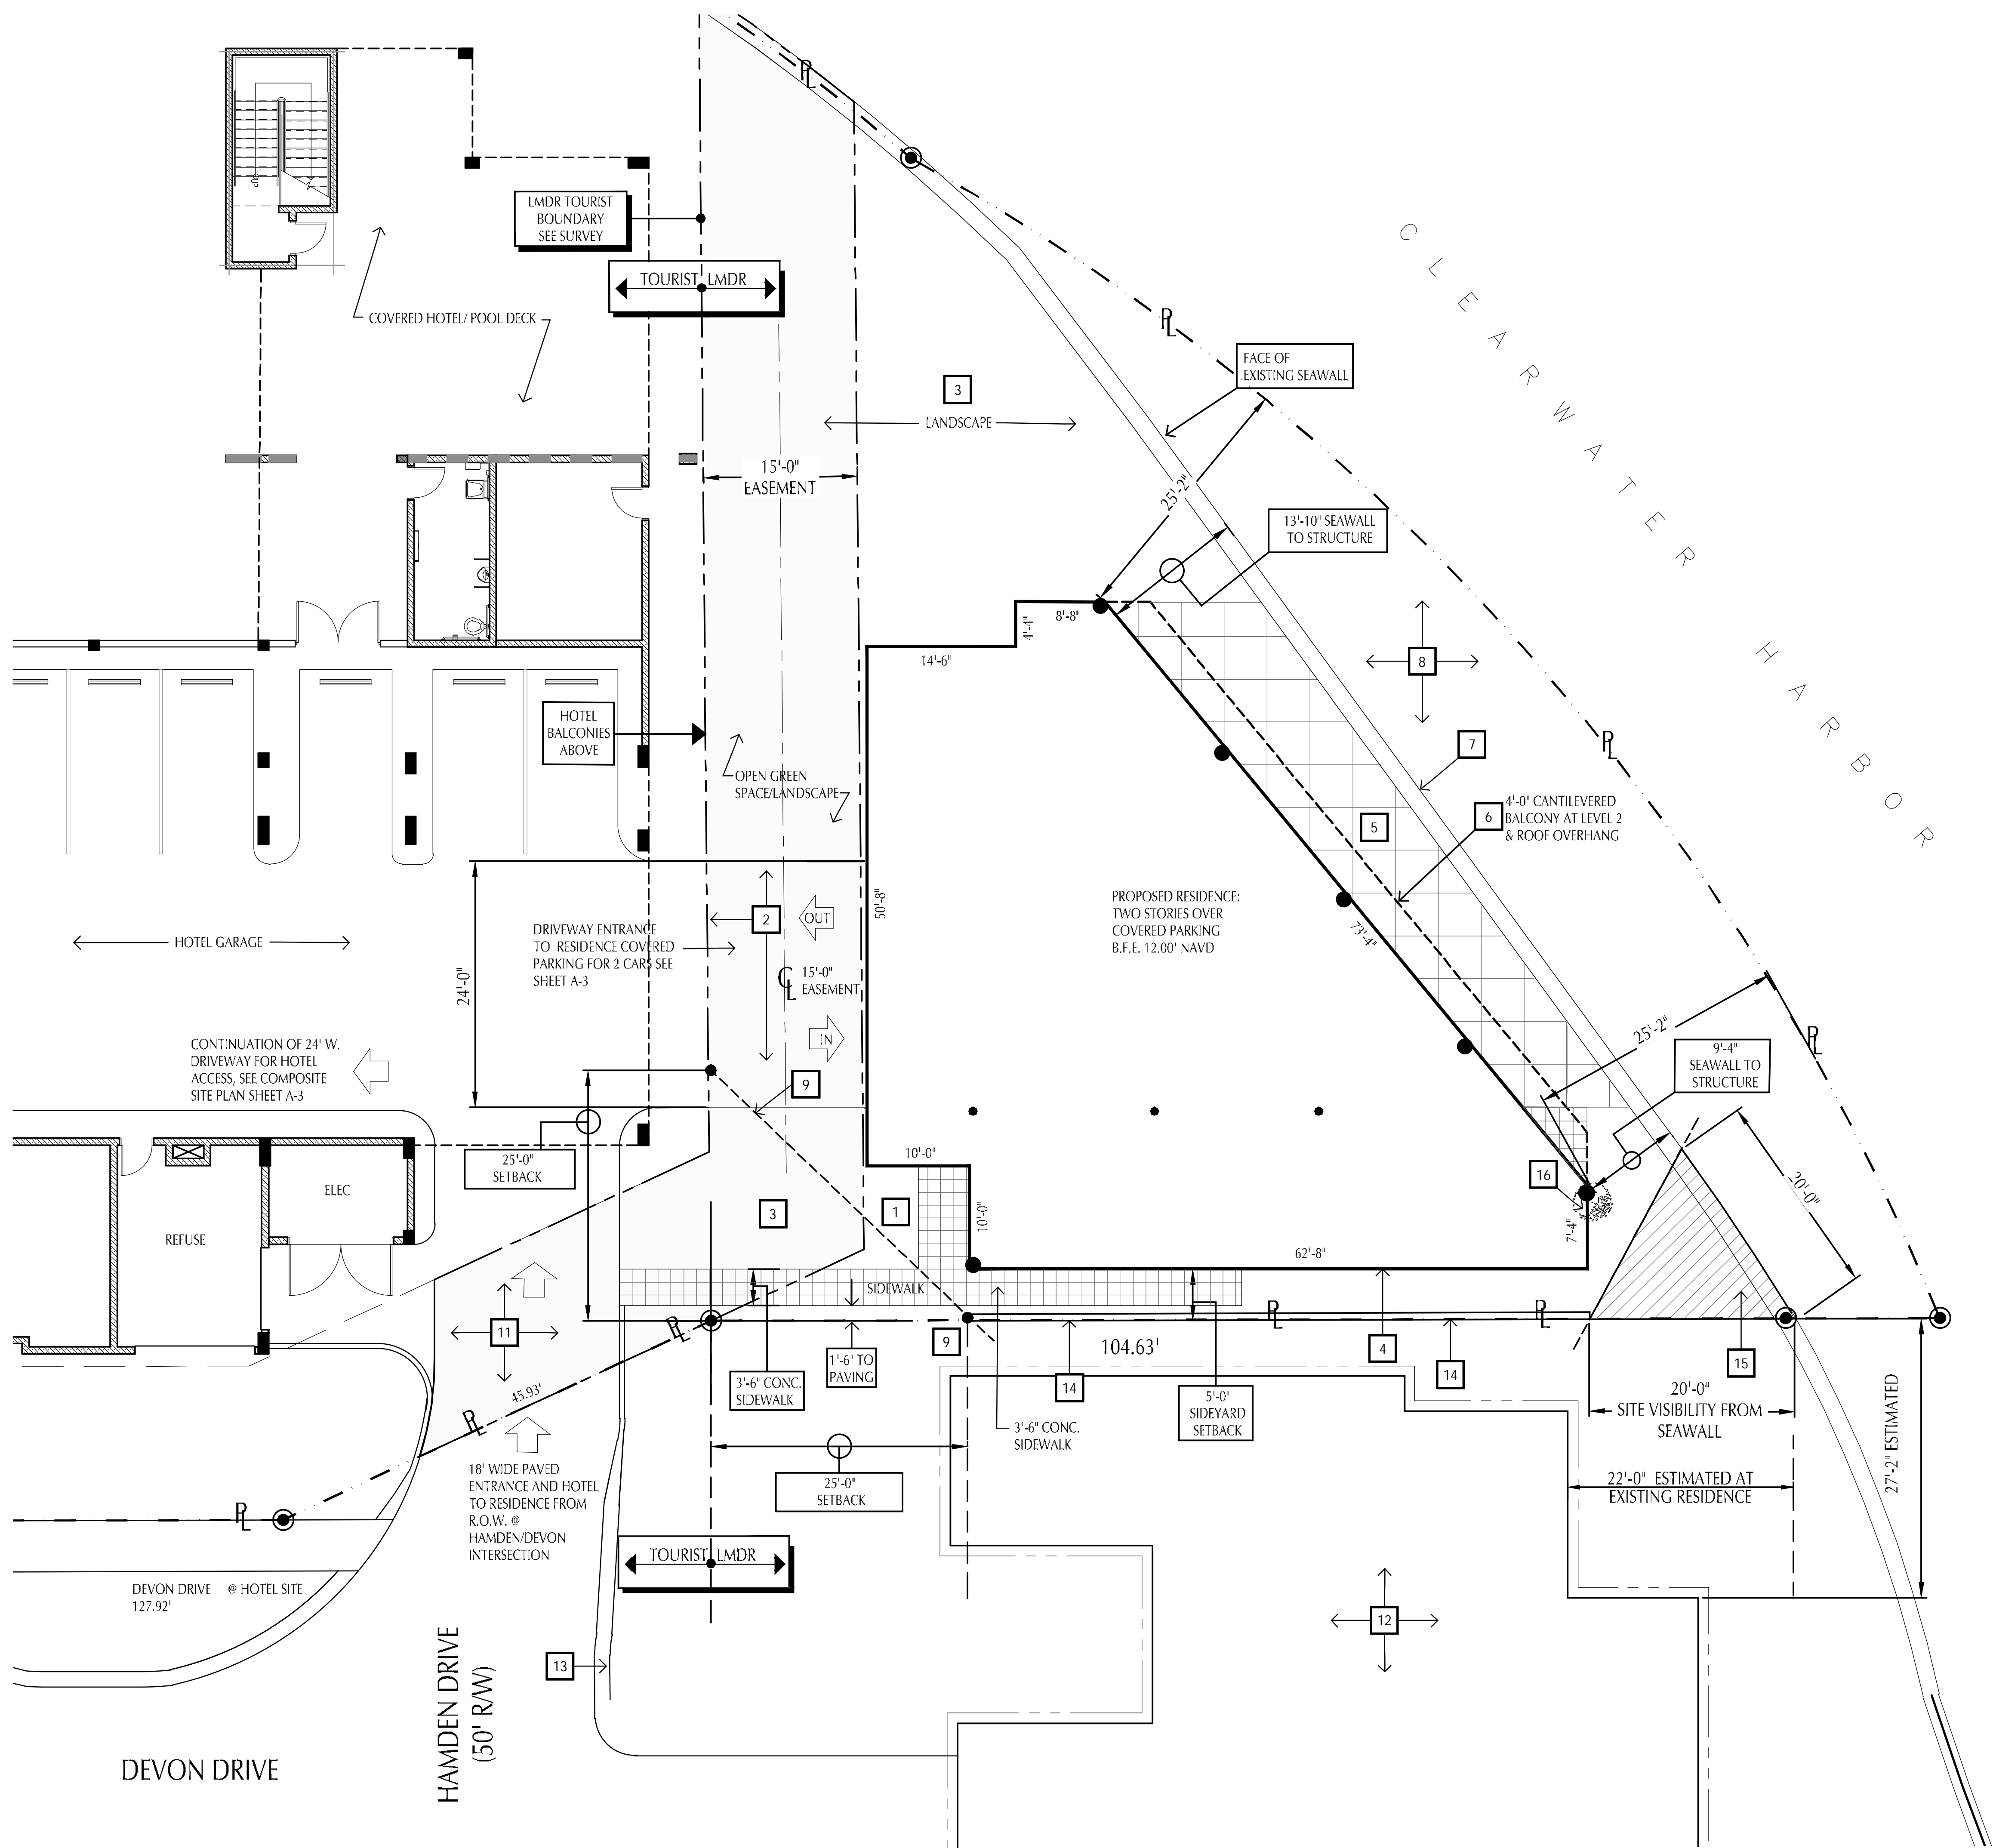 UP
LMDR TOURIST
BOUNDARY
SEE SURVEY
TOURIST LMDR
COVERED HOTEL/ POOL DECK
PL
PL
CLEARWATER HARBOR
FACE OF
EXISTING SEAWALL
3
LANDSCAPE
15'-0"
EASEMENT
25'-2"
13'-10" SEAWALL
TO STRUCTURE
8'-8"
4'-4"
14'-6"
8
HOTEL
BALCONIES
ABOVE
OPEN GREEN
SPACE/LANDSCAPE
7
PL
5
6
4'-0" CANTILEVERED
BALCONY AT LEVEL 2
& ROOF OVERHANG
50'-8"
PROPOSED RESIDENCE:
TWO STORIES OVER
COVERED PARKING
B.F.E. 12.00' NAVD
73'-4"
2
OUT
HOTEL GARAGE
DRIVEWAY ENTRANCE
TO RESIDENCE COVERED
PARKING FOR 2 CARS SEE
SHEET A-3
24'-0"
CL
15'-0"
EASEMENT
IN
CONTINUATION OF 24' W.
DRIVEWAY FOR HOTEL
ACCESS, SEE COMPOSITE
SITE PLAN SHEET A-3
9
25'-2"
PL
9'-4"
SEAWALL TO
STRUCTURE
25'-0"
SETBACK
10'-0"
ELEC
REFUSE
3
1
10'-0"
16
7'-4"
20'-0"
62'-8"
SIDEWALK
11
PL
9
1'-6" TO
PAVING
3'-6" CONC.
SIDEWALK
104.63'
PL
PL
14
4
14
15
45.93'
PL
5'-0"
SIDEYARD
SETBACK
3'-6" CONC.
SIDEWALK
20'-0"
SITE VISIBILITY FROM
SEAWALL
27'-2" ESTIMATED
18' WIDE PAVED
ENTRANCE AND HOTEL
TO RESIDENCE FROM
R.O.W. @
HAMDEN/DEVON
INTERSECTION
25'-0"
SETBACK
22'-0" ESTIMATED AT
EXISTING RESIDENCE
PL
TOURIST LMDR
DEVON DRIVE @ HOTEL SITE
127.92'
12
13
HAMDEN DRIVE
(50' R/W)
DEVON DRIVE